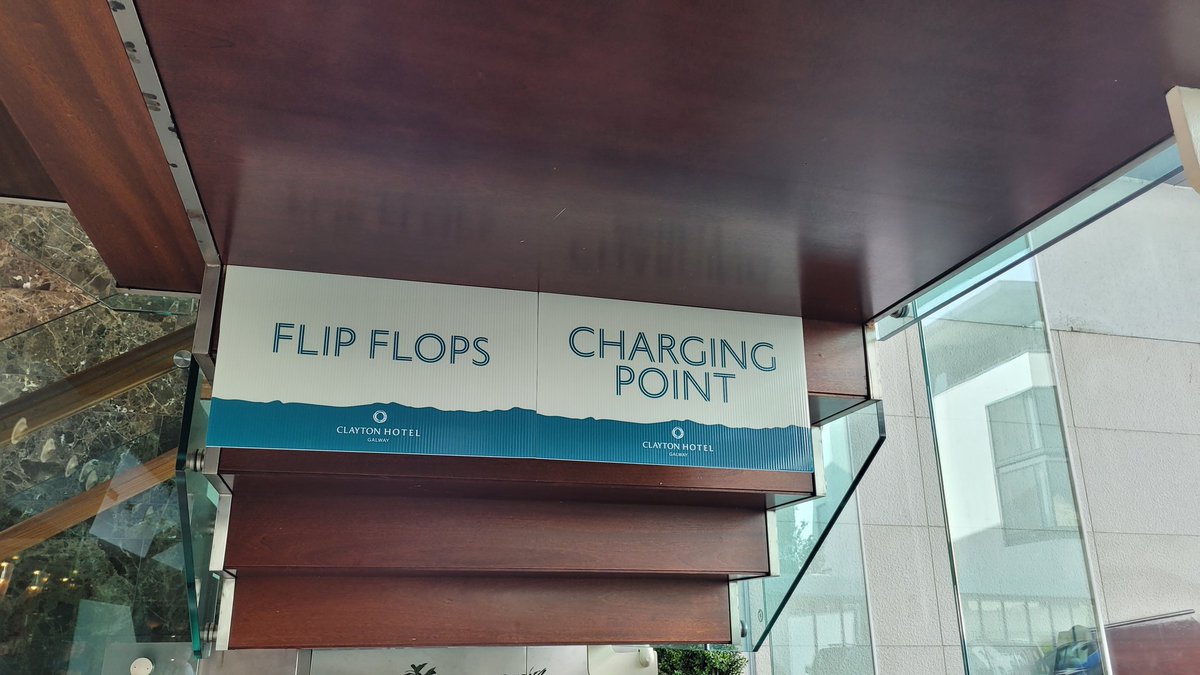 FLIP FLOPS
CLAYTON HOTEL
GALWAY
CHARGING
POINT
CLAYTON HOTEL
GALWAY